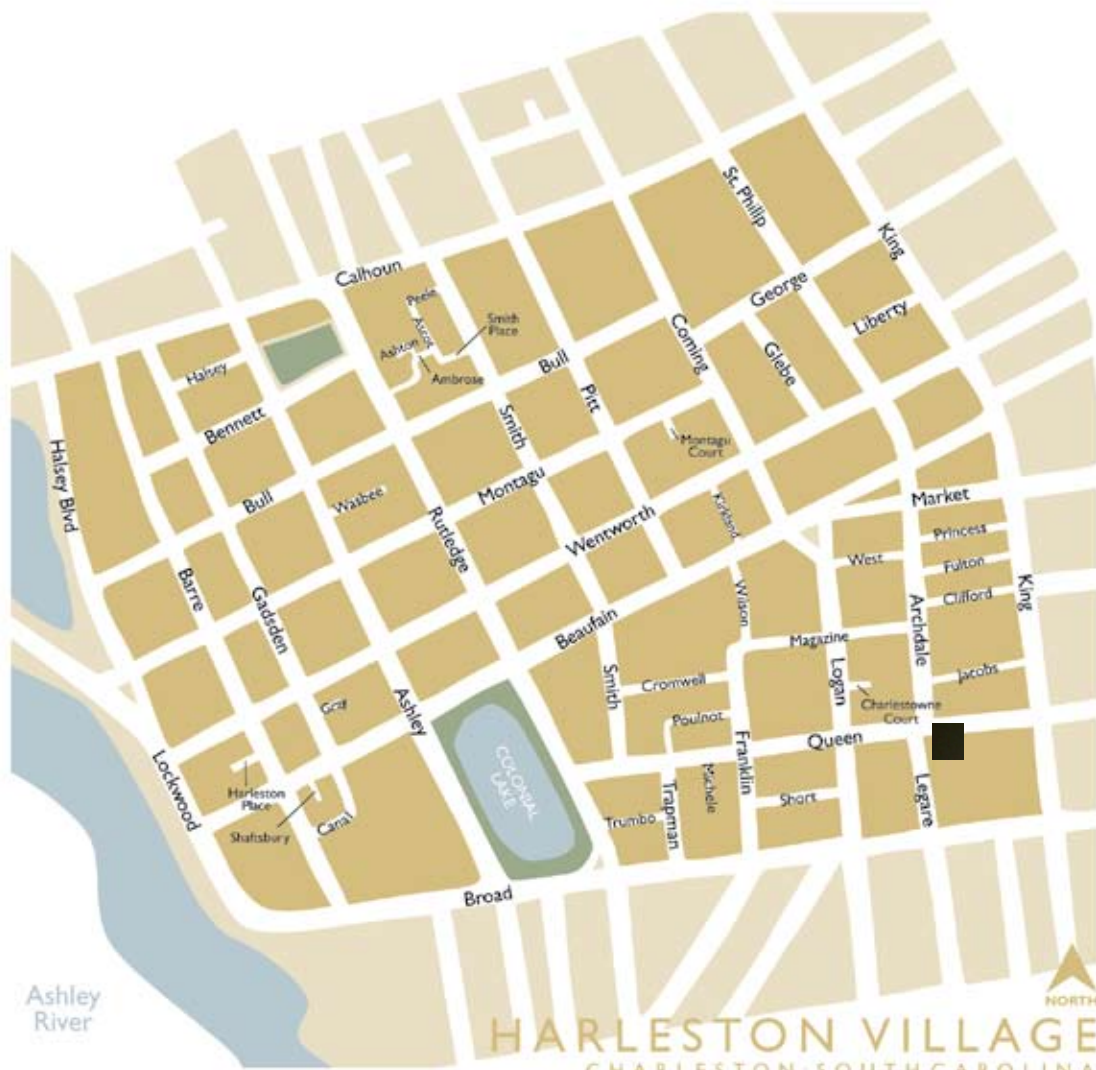 Calhoun
St. Philip
King
George
Liberty
Peele
Ascot
Smith
Place
Ashton
Ambrose
Bull
Coming
Glebe
Halsey
Bennett
Pitt
Smith
Montagu
Court
Halsey Blvd
Bull
Wasbee
Montagu
Rutledge
Wentworth
Kirkland
Market
Princess
West
Fulton
Clifford
King
Barre
Gadsden
Beaufain
Wilson
Archdale
Magazine
Logan
Jacobs
Smith
Cromwell
Charlestowne
Court
Poulnot
Ashley
Queen
COLONIAL
LAKE
Franklin
Michele
Legare
Lockwood
Harleston
Place
Shaftsbury
Canal
Trapman
Short
Trumbo
Broad
Ashley
River
NORTH
HARLESTON VILLAGE
CHARLESTON·SOUTH CAROLINA